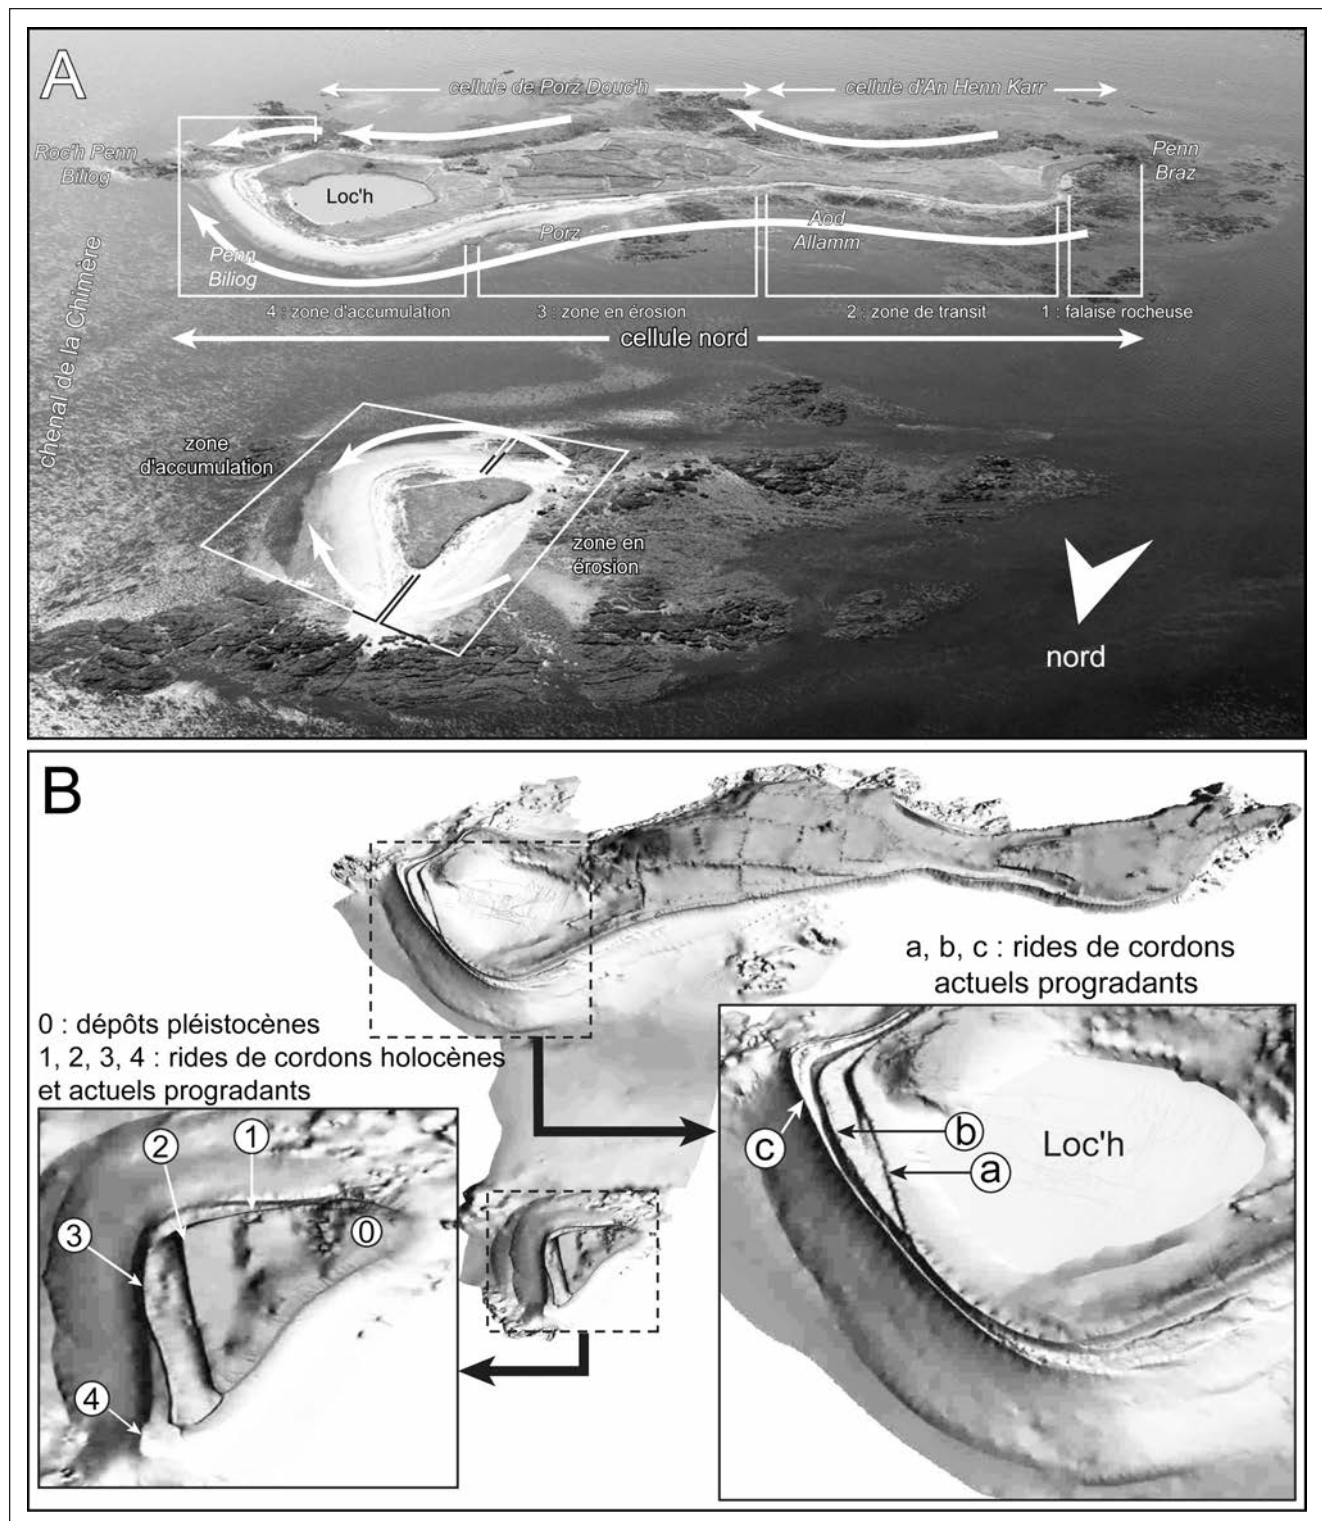 A
cellule de Porz Douc'h
cellule d'An Henn Karr
Roc'h Penn
Biliog
Penn
Braz
Loc'h
Porz
Aod
Allamm
Penn
Biliog
4 : zone d'accumulation
3 : zone en érosion
2 : zone de transit
1 : falaise rocheuse
cellule nord
chenal de la Chimère
zone
d'accumulation
zone en
érosion
nord
B
a, b, c : rides de cordons
actuels progradants
0 : dépôts pléistocènes
1, 2, 3, 4 : rides de cordons holocènes
et actuels progradants
1
2
3
0
4
Loc'h
c
b
a